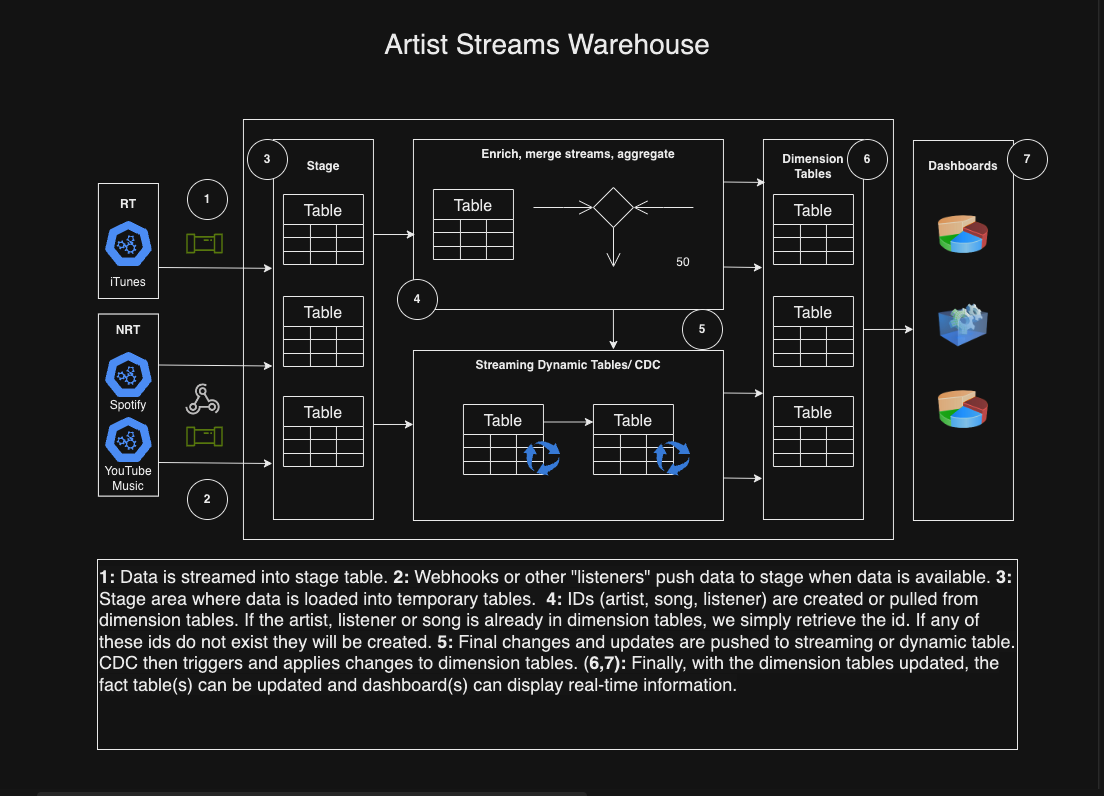 Artist Streams Warehouse
3
Stage
Enrich, merge streams, aggregate
Dimension
Tables
6
Dashboards
7
RT
1
iTunes
Table
Table
50
Table
4
5
NRT
Table
Table
Streaming Dynamic Tables/ CDC
Spotify
Table
Table
Table
Table
YouTube
Music
2
1: Data is streamed into stage table. 2: Webhooks or other "listeners" push data to stage when data is available. 3:
Stage area where data is loaded into temporary tables.  4: IDs (artist, song, listener) are created or pulled from
dimension tables. If the artist, listener or song is already in dimension tables, we simply retrieve the id. If any of
these ids do not exist they will be created. 5: Final changes and updates are pushed to streaming or dynamic table.
CDC then triggers and applies changes to dimension tables. (6,7): Finally, with the dimension tables updated, the
fact table(s) can be updated and dashboard(s) can display real-time information.